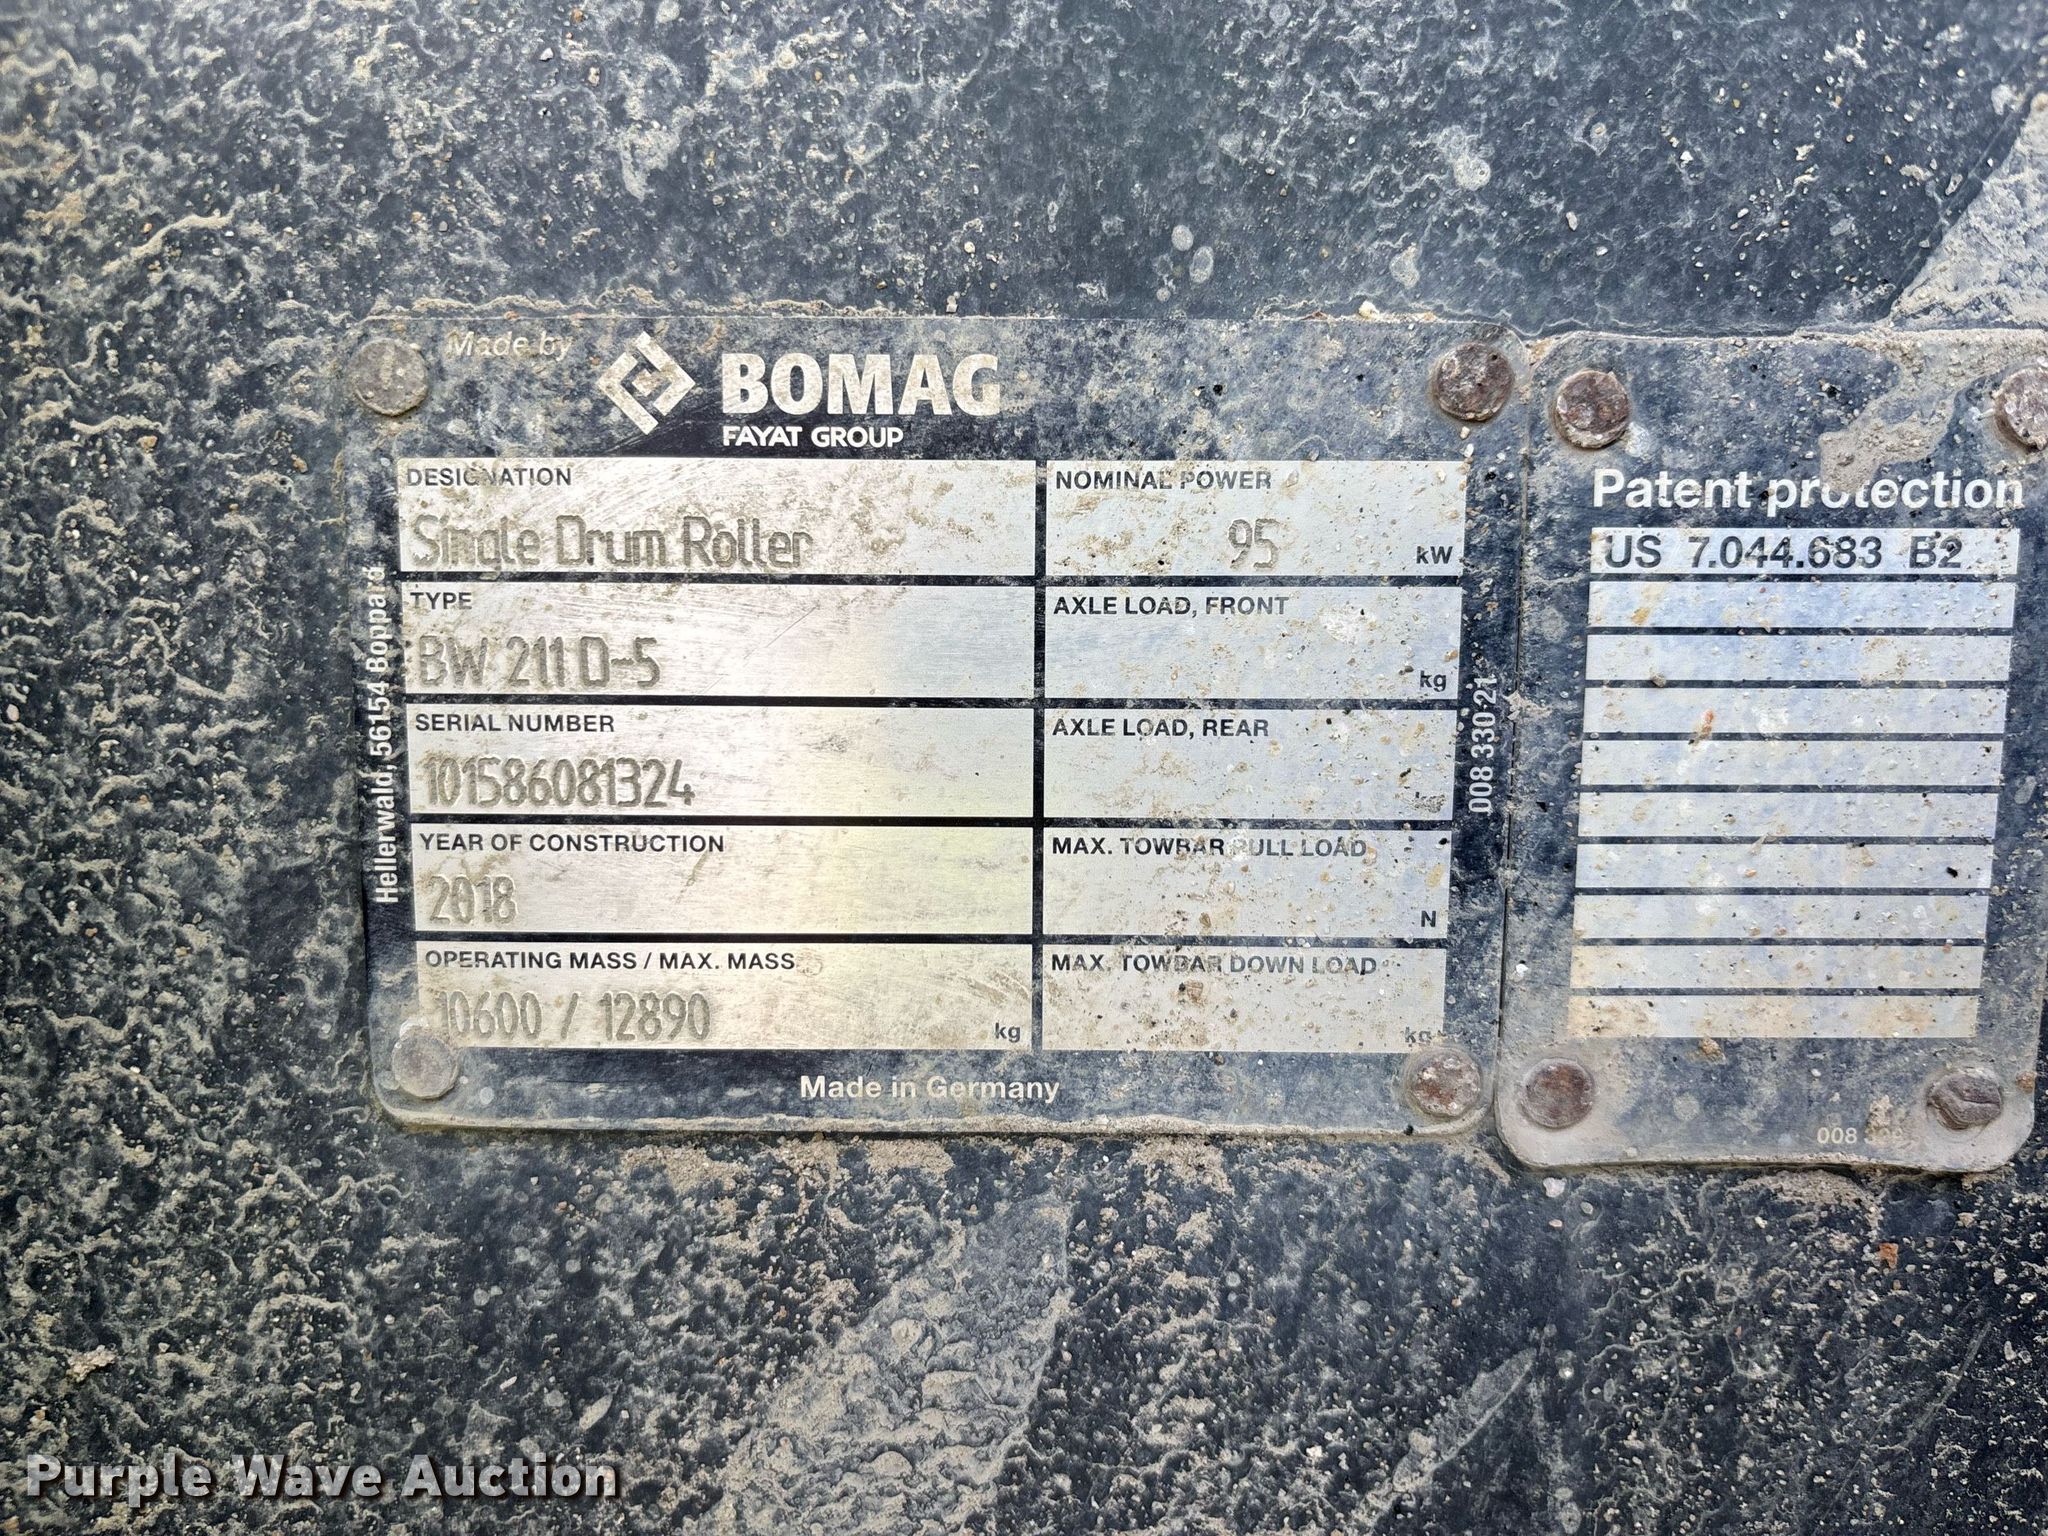 Made by
BOMAG
FAYAT GROUP
DESIGNATION
Single Drum Roller
NOMINAL POWER
95 kW
TYPE
BW 211 D-5
AXLE LOAD, FRONT
kg
SERIAL NUMBER
101586081324
AXLE LOAD, REAR
YEAR OF CONSTRUCTION
2018
MAX. TOWBAR PULL LOAD
N
OPERATING MASS / MAX. MASS
10600 / 12890 kg
MAX. TOWBAR DOWN LOAD
kg
Made in Germany
Hellerwald, 56154 Boppard
008 330 21
Patent protection
US 7.044.683 B2
008
Purple Wave Auction